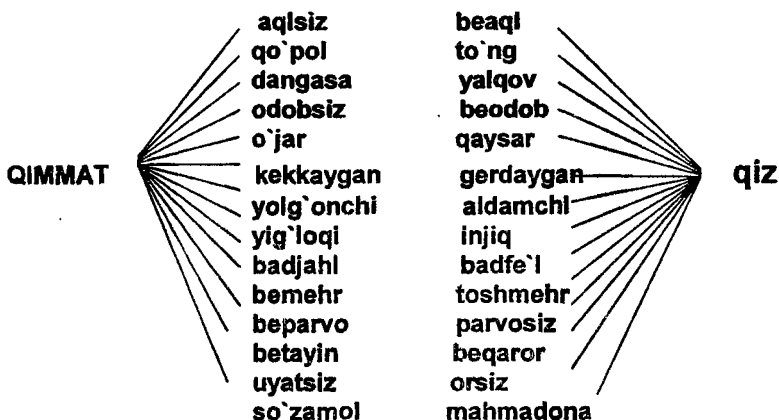 aqlsiz beaql
qo`pol to`ng
dangasa yalqov
odobsiz beodob
o`jar qaysar
QIMMAT kekkaygan gerdaygan qiz
yolg`onchi aldamchI
yig`loqi injiq
badjahl badfe`l
bemehr toshmehr
beparvo parvosiz
betayin beqaror
uyatsiz orsiz
so`zamol mahmadona